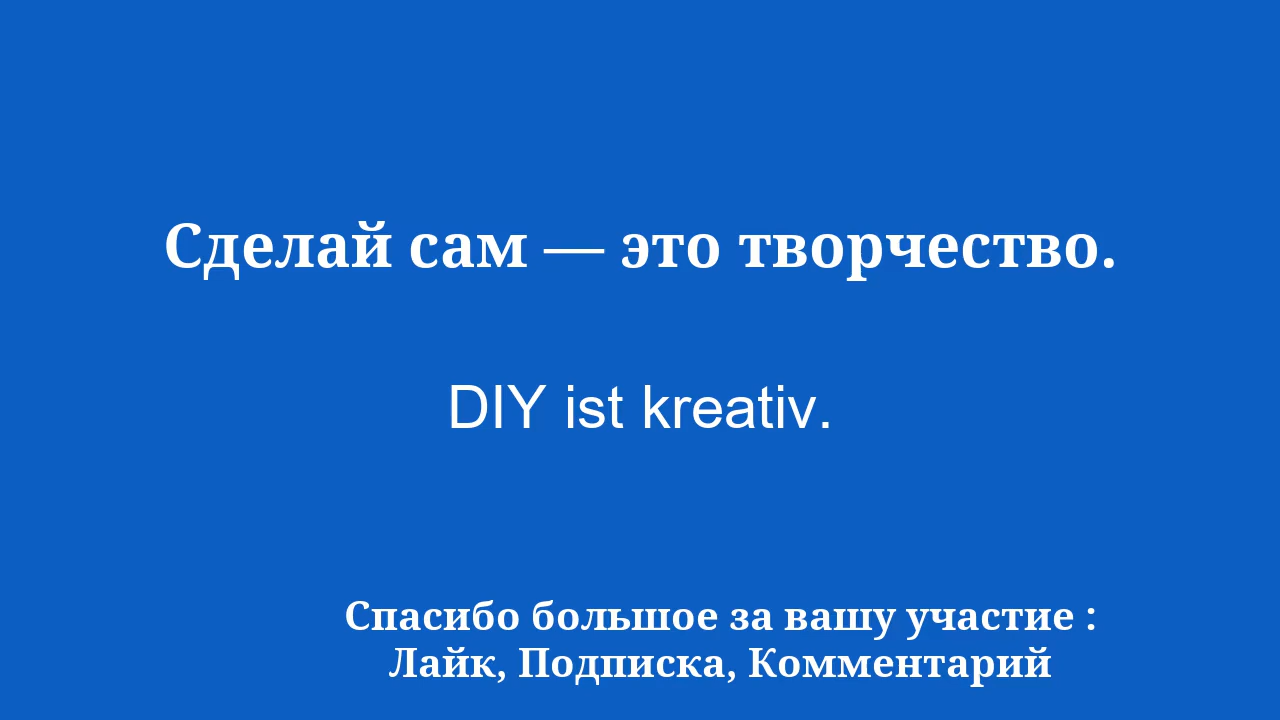 Сделай сам — это творчество.
DIY ist kreativ.
Спасибо большое за вашу участие :
Лайк, Подписка, Комментарий